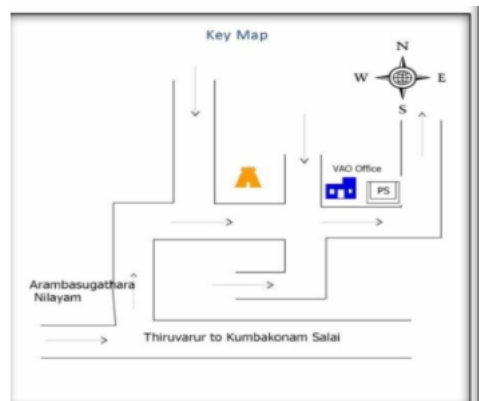 Key Map
N
W E
S
VAO Office
PS
Arambasugathara
Nilayam
Thiruvarur to Kumbakonam Salai